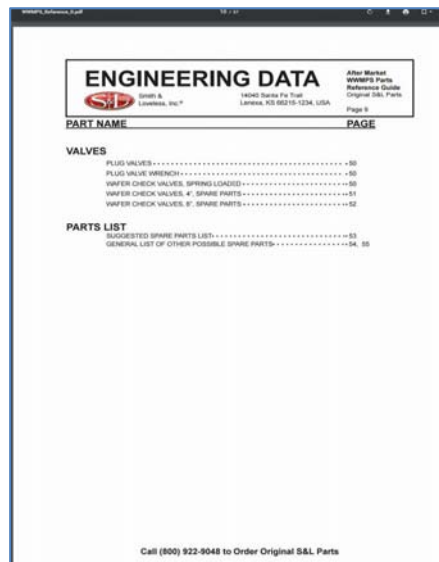 WWMPS_Reference_0.pdf
ENGINEERING DATA
S&L
Smith &
Loveless, Inc.®
14040 Santa Fe Trail
Lenexa, KS 66215-1234, USA
After Market
WWMPS Parts
Reference Guide
Original S&L Parts
Page 9
PART NAME PAGE
VALVES
PLUG VALVES 50
PLUG VALVE WRENCH 50
WAFER CHECK VALVES, SPRING LOADED 50
WAFER CHECK VALVES, 4", SPARE PARTS 51
WAFER CHECK VALVES, 6", SPARE PARTS 52
PARTS LIST
SUGGESTED SPARE PARTS LIST 53
GENERAL LIST OF OTHER POSSIBLE SPARE PARTS 54, 55
Call (800) 922-9048 to Order Original S&L Parts